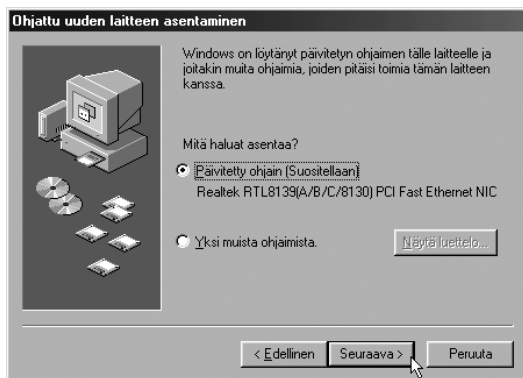 Ohjattu uuden laitteen asentaminen
Windows on löytänyt päivitetyn ohjaimen tälle laitteelle ja
joitakin muita ohjaimia, joiden pitäisi toimia tämän laitteen
kanssa.
Mitä haluat asentaa?
Päivitetty ohjain (Suositellaan)
Realtek RTL8139(A/B/C/8130) PCI Fast Ethernet NIC
Yksi muista ohjaimista.
Näytä luettelo...
< Edellinen
Seuraava >
Peruuta